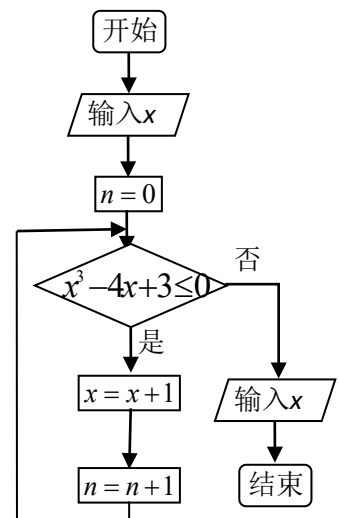 开始
输入x
n = 0
x³−4x+3≤0
否
是
x = x+1
输入x
n = n+1
结束